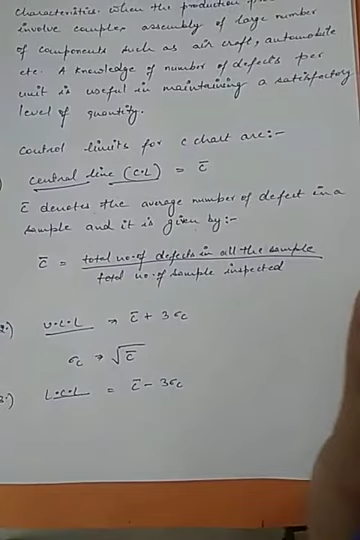 characteristics. when the production
involve complex assembly of large number
of components such as air craft, automobile
etc. A knowledge of number of defects per
unit is useful in maintaining a satisfactory
level of quantity.
control limits for c chart are:-
central line (C.L) = c̄
c̄ denotes the average number of defect in a
sample and it is given by:-
c̄ = total no. of defects in all the sample
total no. of sample inspected
2.) U.C.L → c̄ + 3σc
σc → √c̄
3.) L.C.L = c̄ - 3σc